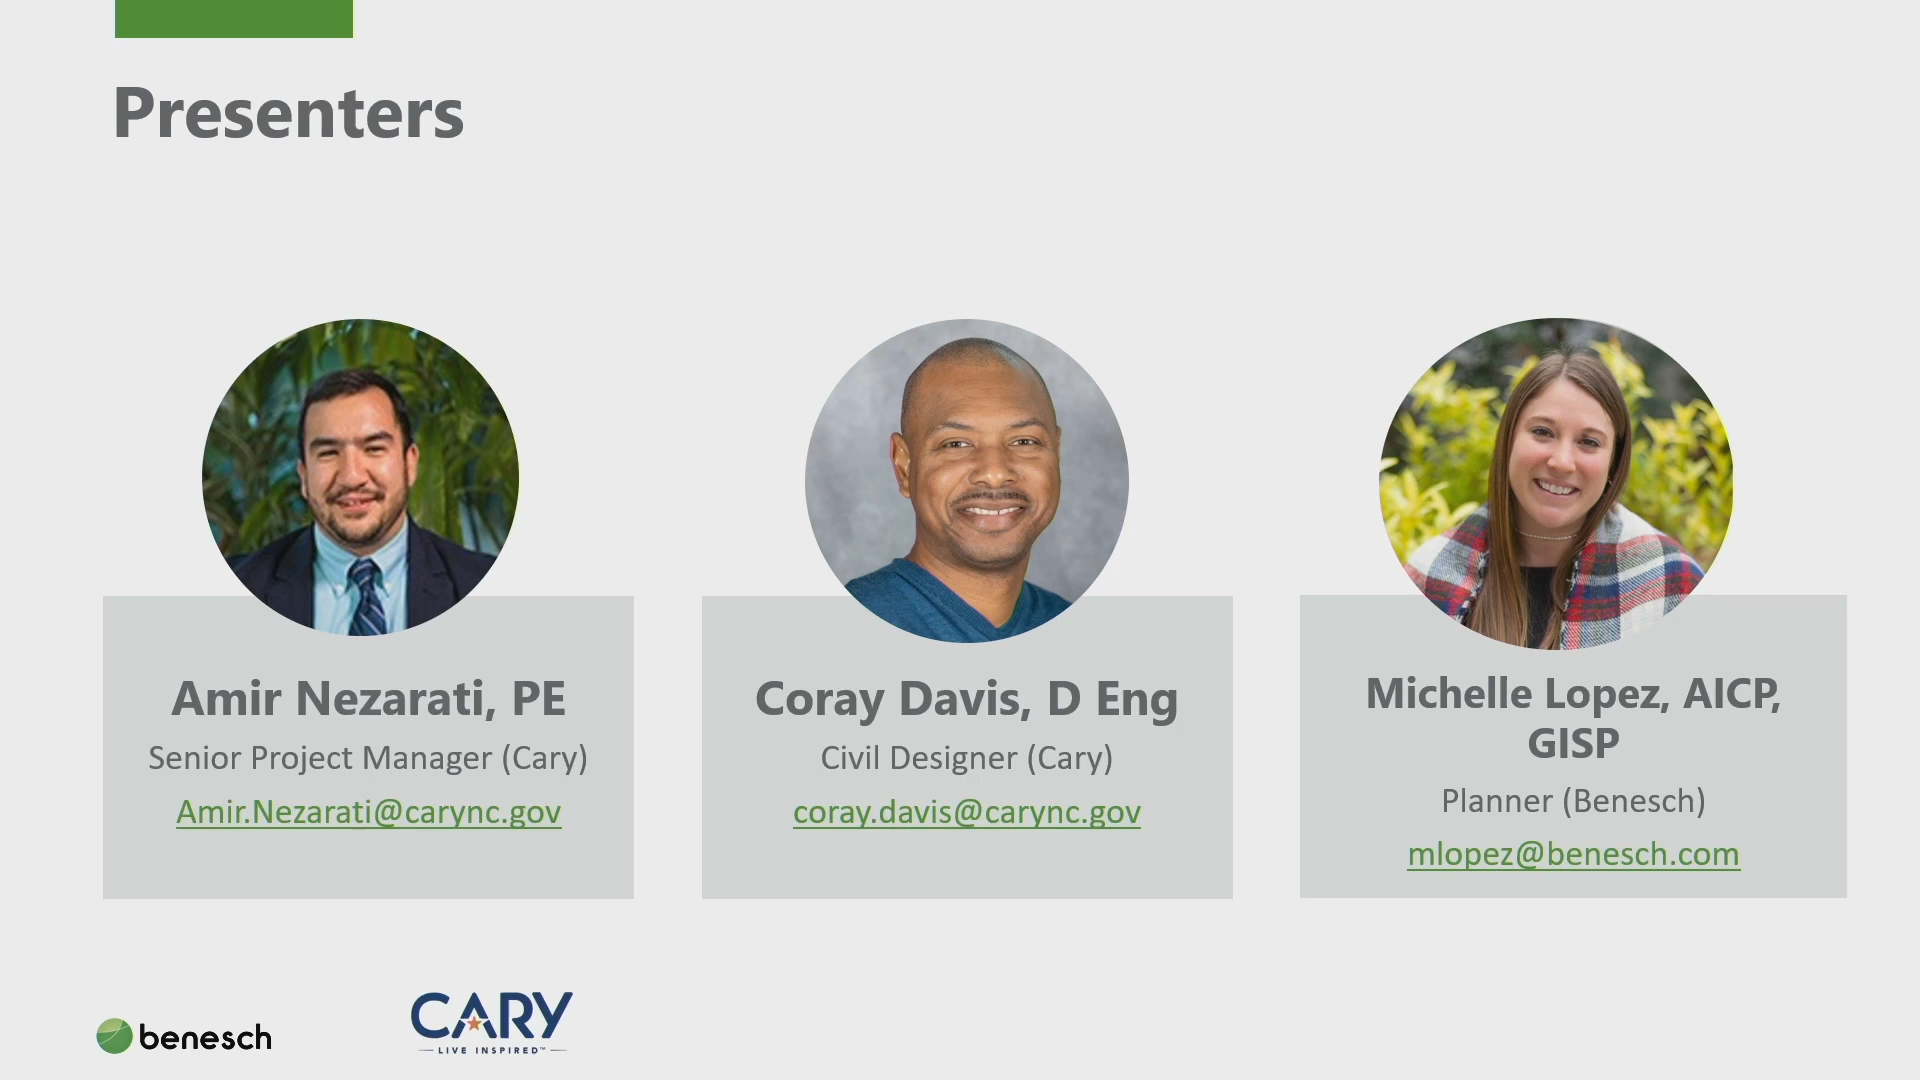 Presenters
Amir Nezarati, PE
Senior Project Manager (Cary)
Amir.Nezarati@carync.gov
Coray Davis, D Eng
Civil Designer (Cary)
coray.davis@carync.gov
Michelle Lopez, AICP,
GISP
Planner (Benesch)
mlopez@benesch.com
benesch
CARY
LIVE INSPIRED™